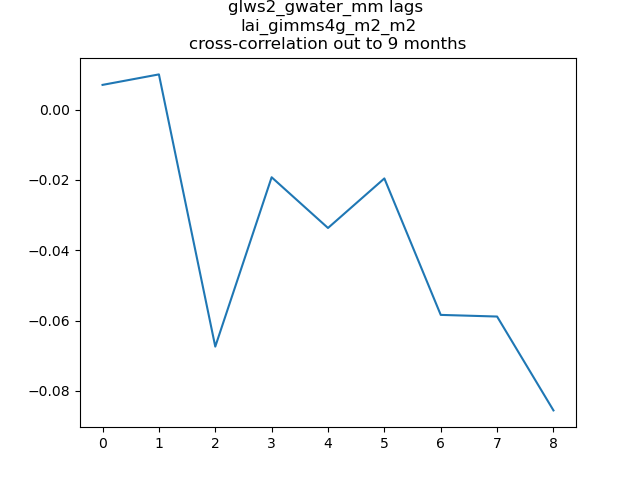 glws2_gwater_mm lags
lai_gimms4g_m2_m2
cross-correlation out to 9 months
0.00
−0.02
−0.04
−0.06
−0.08
0 1 2 3 4 5 6 7 8